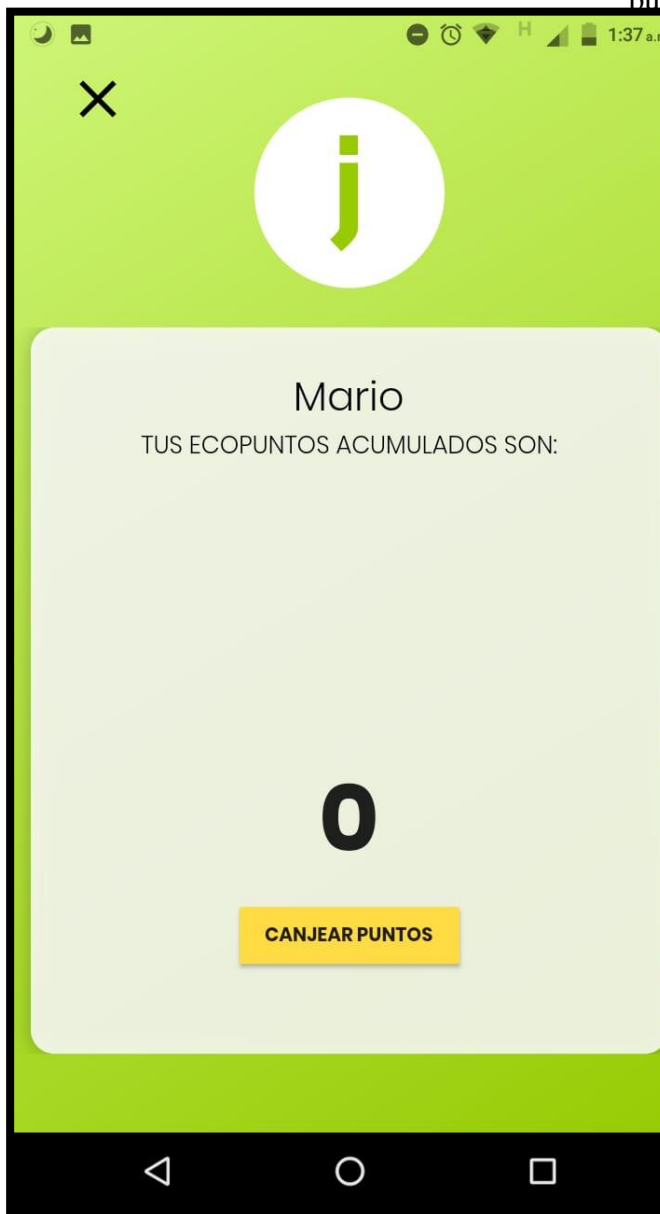 H 1:37 a.
j
Mario
TUS ECOPUNTOS ACUMULADOS SON:
0
CANJEAR PUNTOS